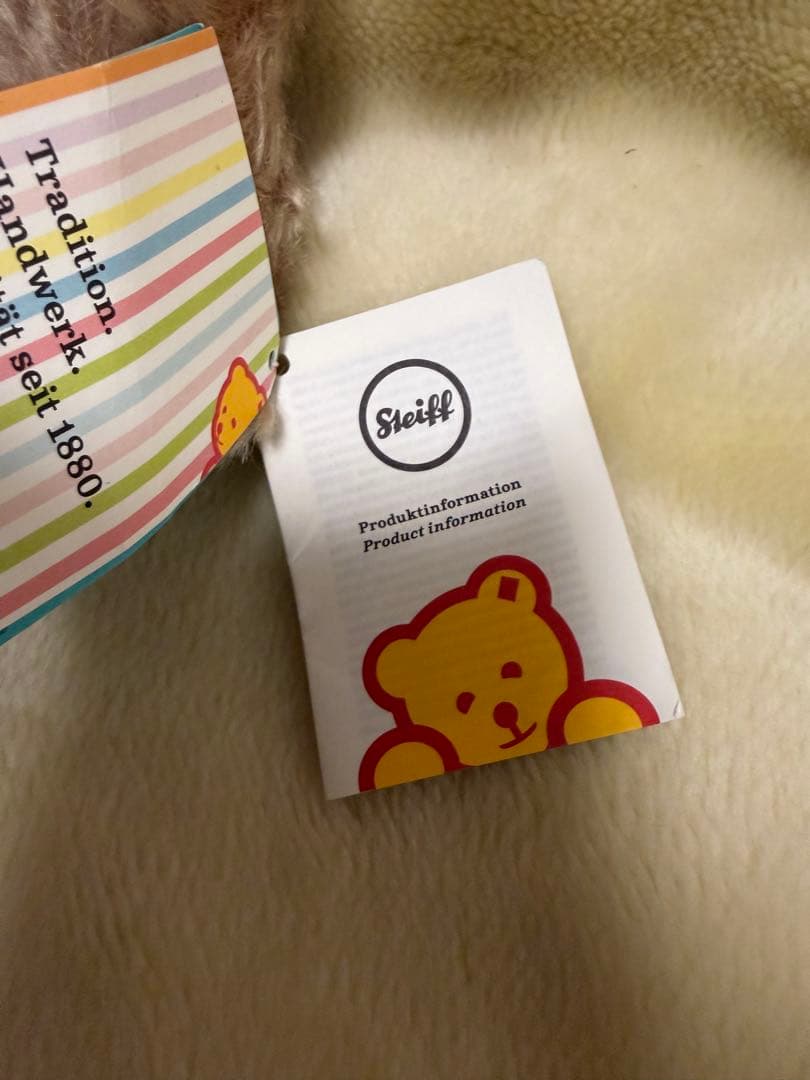 Tradition.
Handwerk.
seit 1880.
Steiff
Produktinformation
Product information